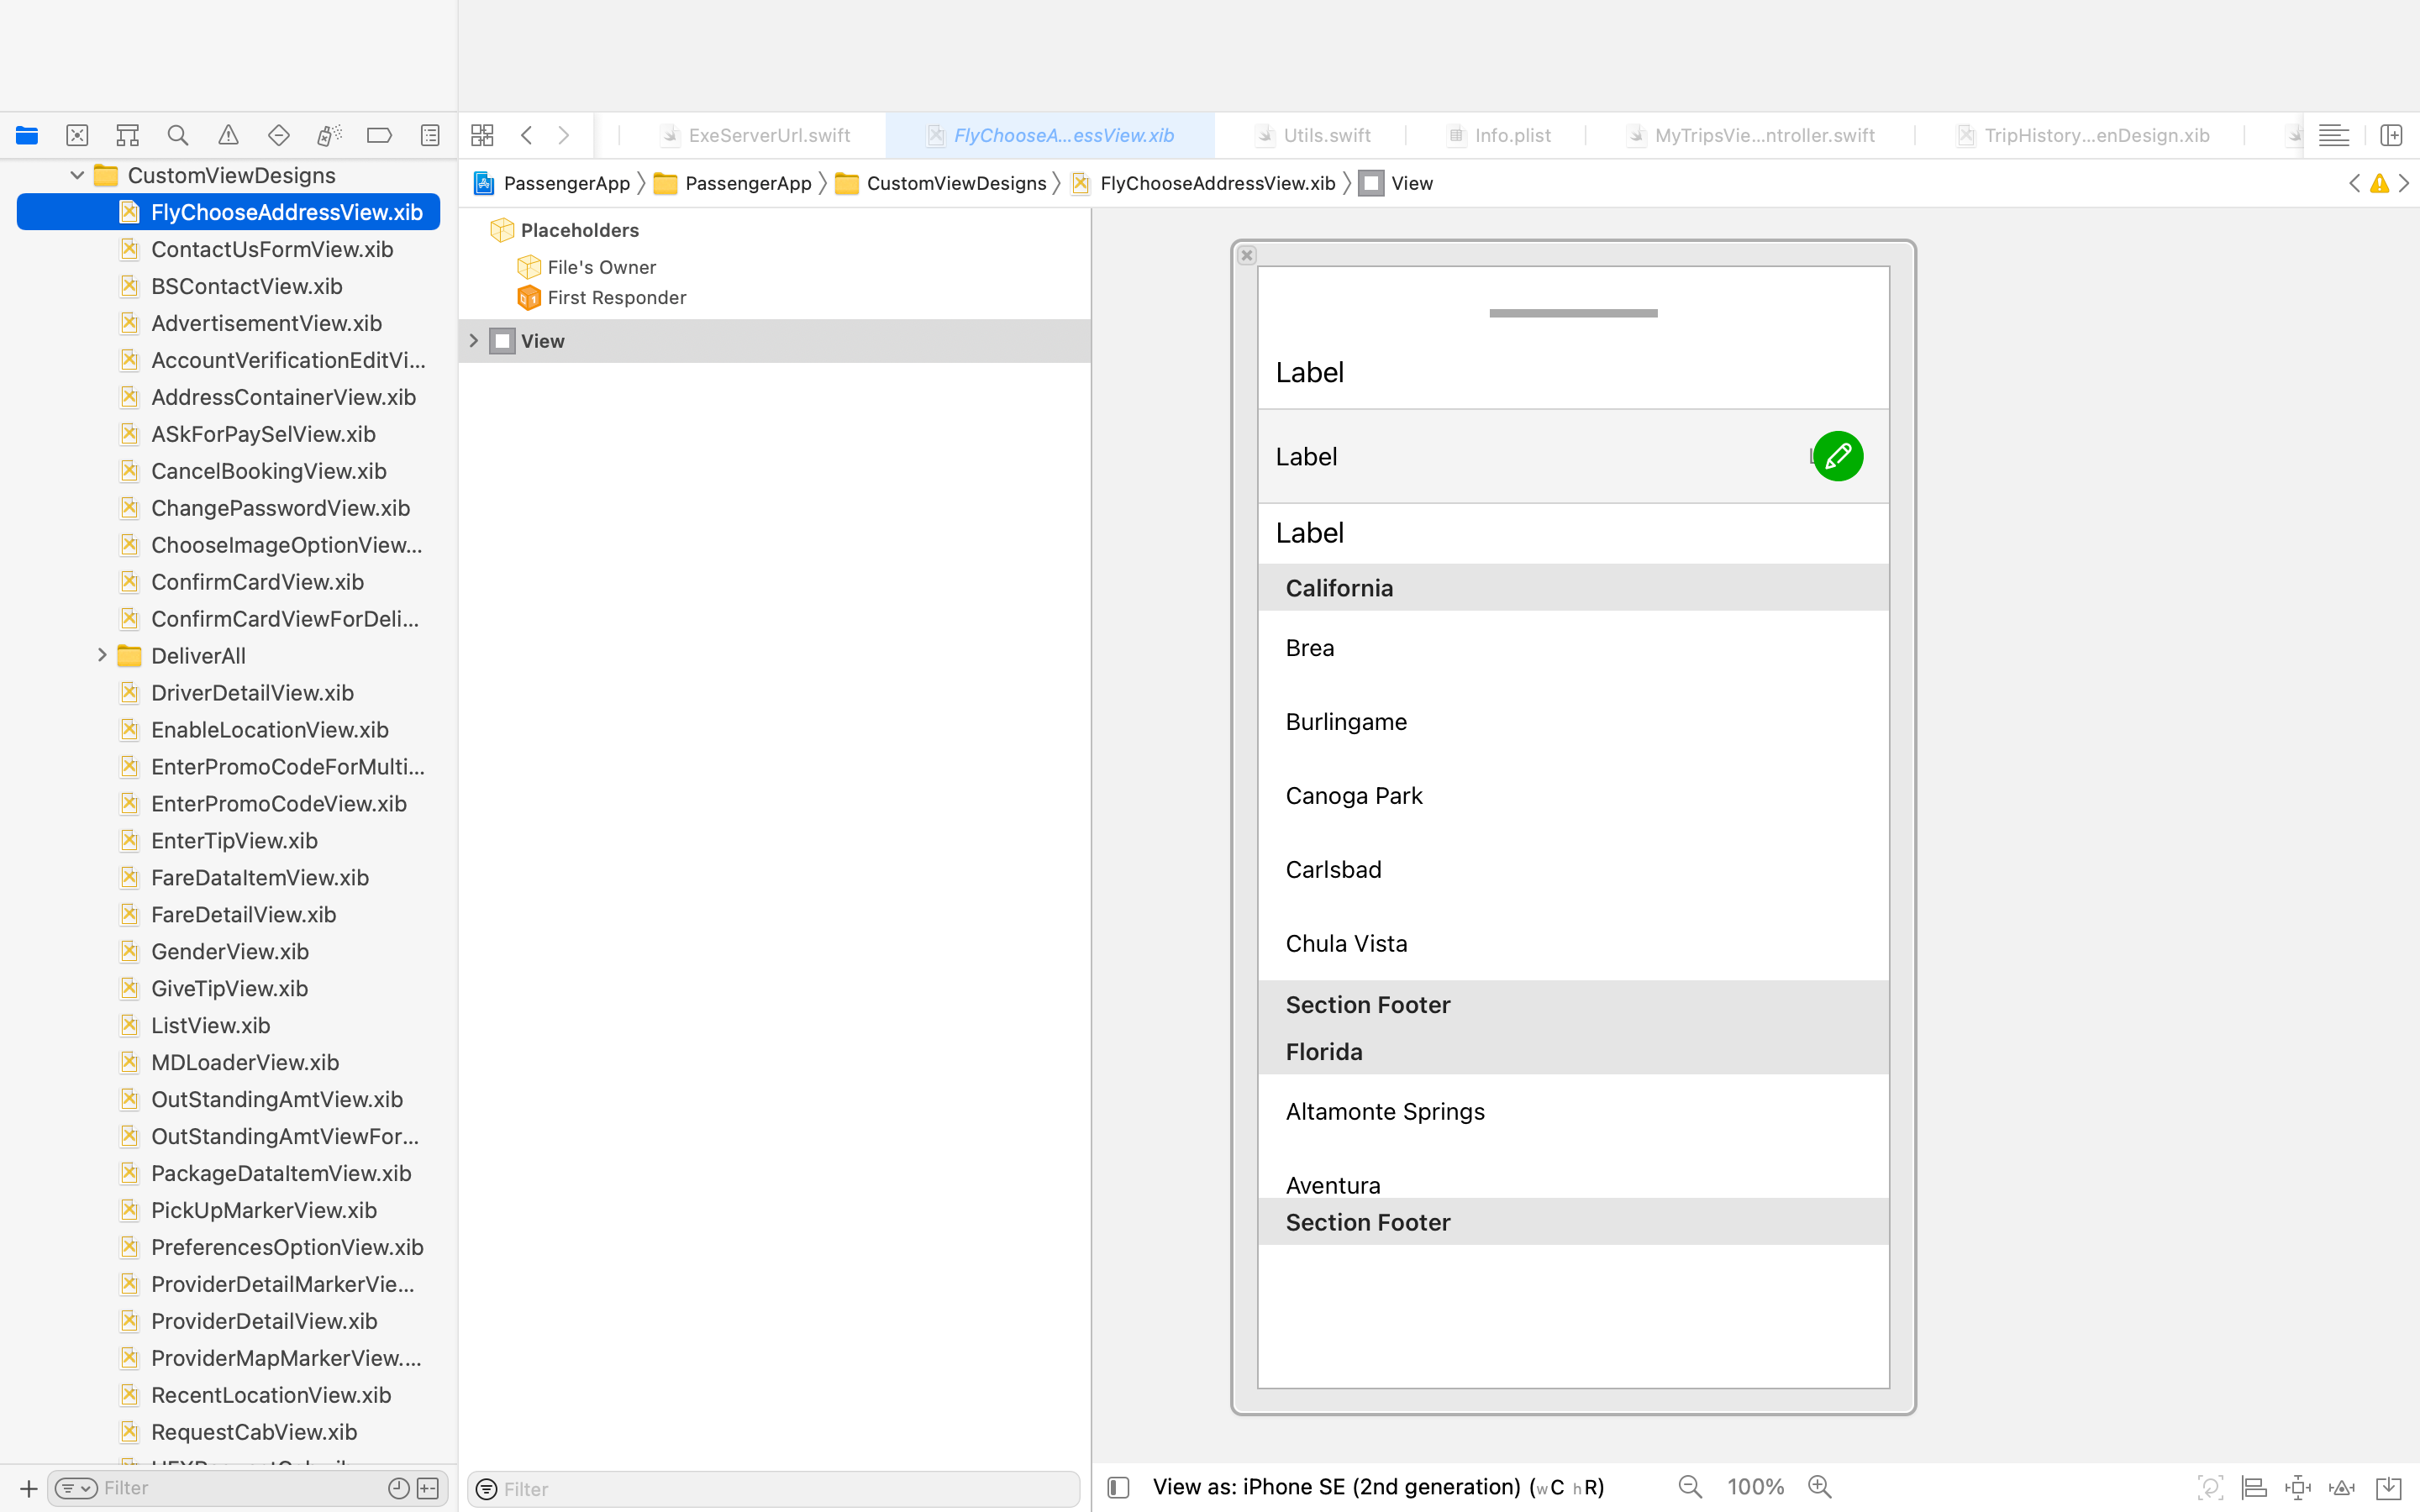 ExeServerUrl.swift
FlyChooseA...essView.xib
Utils.swift
Info.plist
MyTripsVie...ntroller.swift
TripHistory...enDesign.xib
PassengerApp
PassengerApp
CustomViewDesigns
FlyChooseAddressView.xib
View
CustomViewDesigns
FlyChooseAddressView.xib
ContactUsFormView.xib
BSContactView.xib
AdvertisementView.xib
AccountVerificationEditVi...
AddressContainerView.xib
ASkForPaySelView.xib
CancelBookingView.xib
ChangePasswordView.xib
ChooseImageOptionView...
ConfirmCardView.xib
ConfirmCardViewForDeli...
DeliverAll
DriverDetailView.xib
EnableLocationView.xib
EnterPromoCodeForMulti...
EnterPromoCodeView.xib
EnterTipView.xib
FareDataItemView.xib
FareDetailView.xib
GenderView.xib
GiveTipView.xib
ListView.xib
MDLoaderView.xib
OutStandingAmtView.xib
OutStandingAmtViewFor...
PackageDataItemView.xib
PickUpMarkerView.xib
PreferencesOptionView.xib
ProviderDetailMarkerVie...
ProviderDetailView.xib
ProviderMapMarkerView....
RecentLocationView.xib
RequestCabView.xib
Filter
Placeholders
File's Owner
First Responder
View
Filter
Label
Label
Label
California
Brea
Burlingame
Canoga Park
Carlsbad
Chula Vista
Section Footer
Florida
Altamonte Springs
Aventura
Section Footer
View as: iPhone SE (2nd generation) (wC hR)
100%